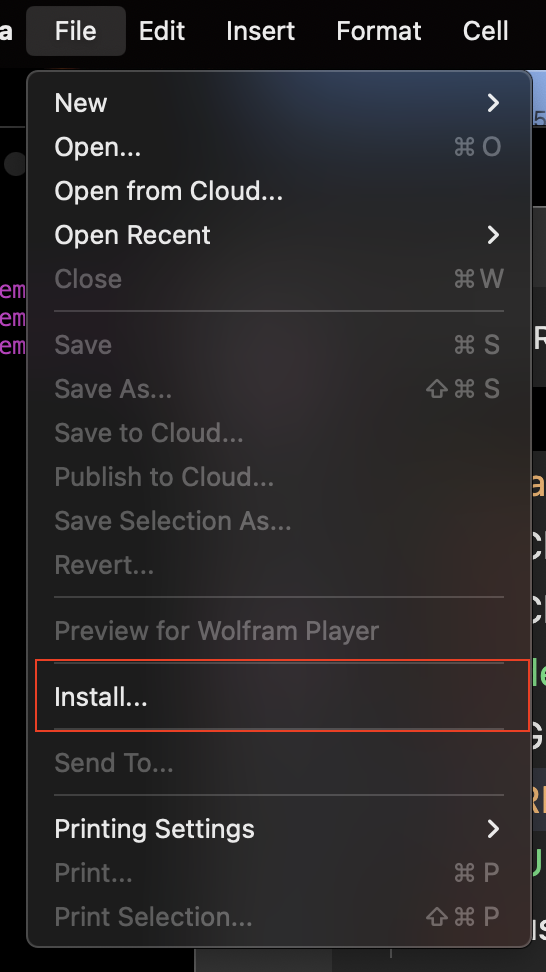 a File Edit Insert Format Cell
New
Open... ⌘ O
Open from Cloud...
Open Recent
Close ⌘ W
Save ⌘ S
Save As... ⇧ ⌘ S
Save to Cloud...
Publish to Cloud...
Save Selection As...
Revert...
Preview for Wolfram Player
Install...
Send To...
Printing Settings
Print... ⌘ P
Print Selection... ⇧ ⌘ P
em
em
em